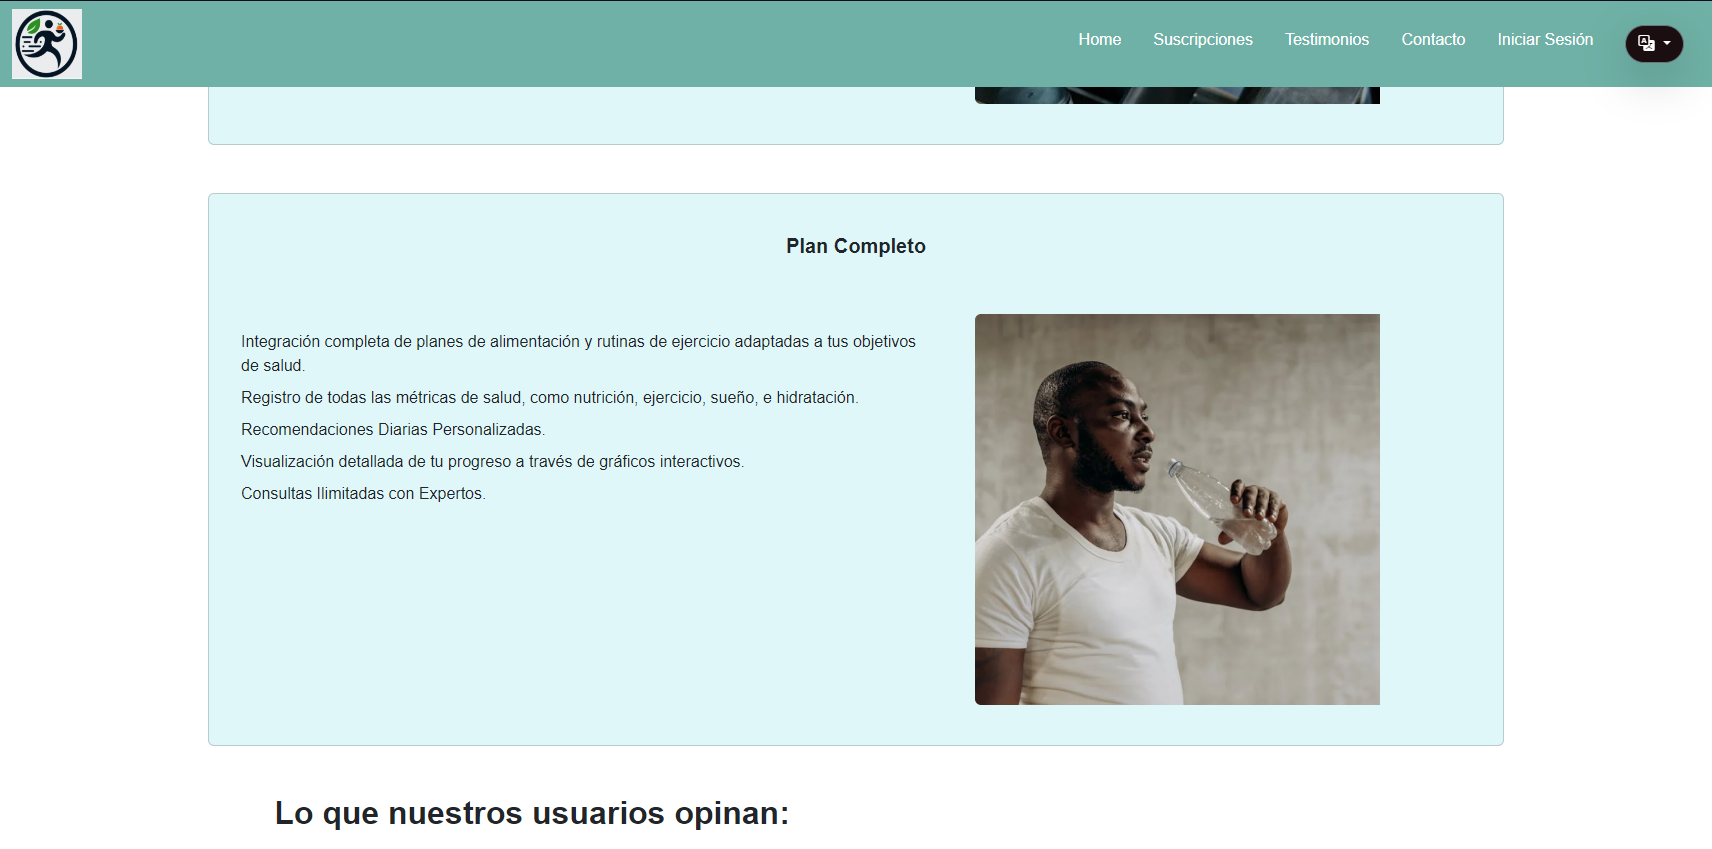 Home
Suscripciones
Testimonios
Contacto
Iniciar Sesión
Plan Completo
Integración completa de planes de alimentación y rutinas de ejercicio adaptadas a tus objetivos
de salud.
Registro de todas las métricas de salud, como nutrición, ejercicio, sueño, e hidratación.
Recomendaciones Diarias Personalizadas.
Visualización detallada de tu progreso a través de gráficos interactivos.
Consultas Ilimitadas con Expertos.
Lo que nuestros usuarios opinan: